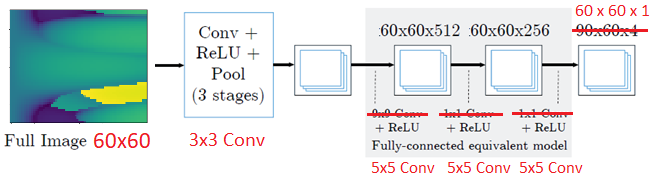 60 x 60 x 1
:60x60x512
:60x60x256
90x60x4
Conv +
ReLU +
Pool
(3 stages)
9x9 Conv
+ ReLU
1x1 Conv
+ ReLU
1x1 Conv
+ ReLU
Full Image 60x60
3x3 Conv
Fully-connected equivalent model
5x5 Conv
5x5 Conv
5x5 Conv